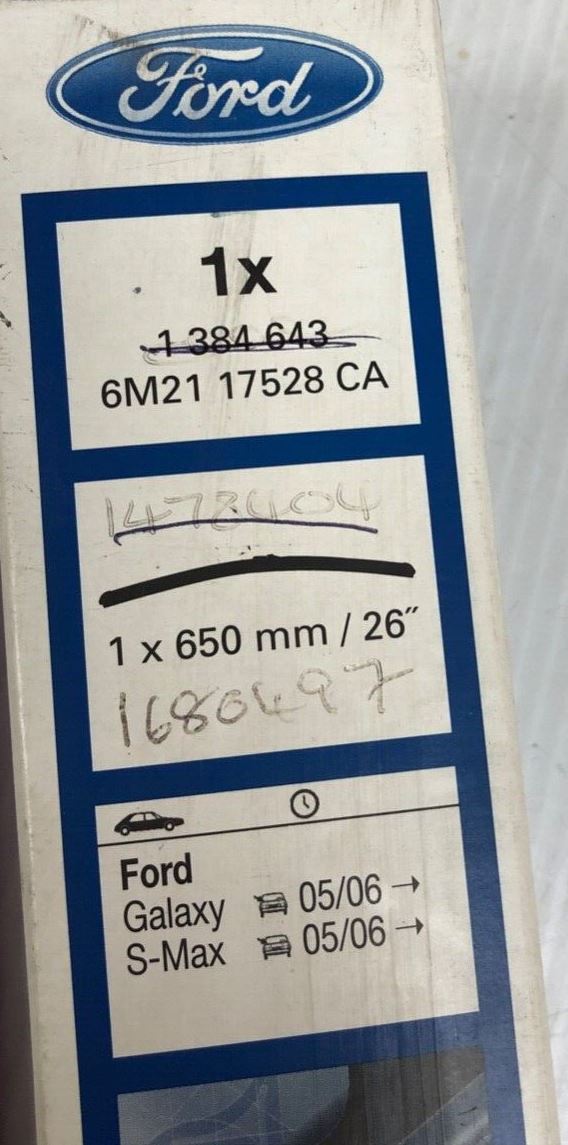 Ford
1x
1 384 643
6M21 17528 CA
1478404
1 x 650 mm / 26″
1680497
Ford
Galaxy 05/06 →
S-Max 05/06 →